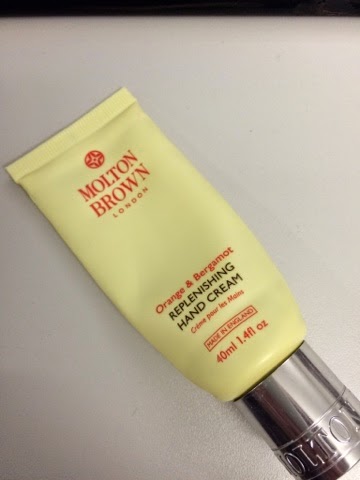 MOLTON
BROWN
LONDON
Orange & Bergamot
REPLENISHING
HAND CREAM
Crème pour les Mains
MADE IN ENGLAND
40ml 1.4fl oz